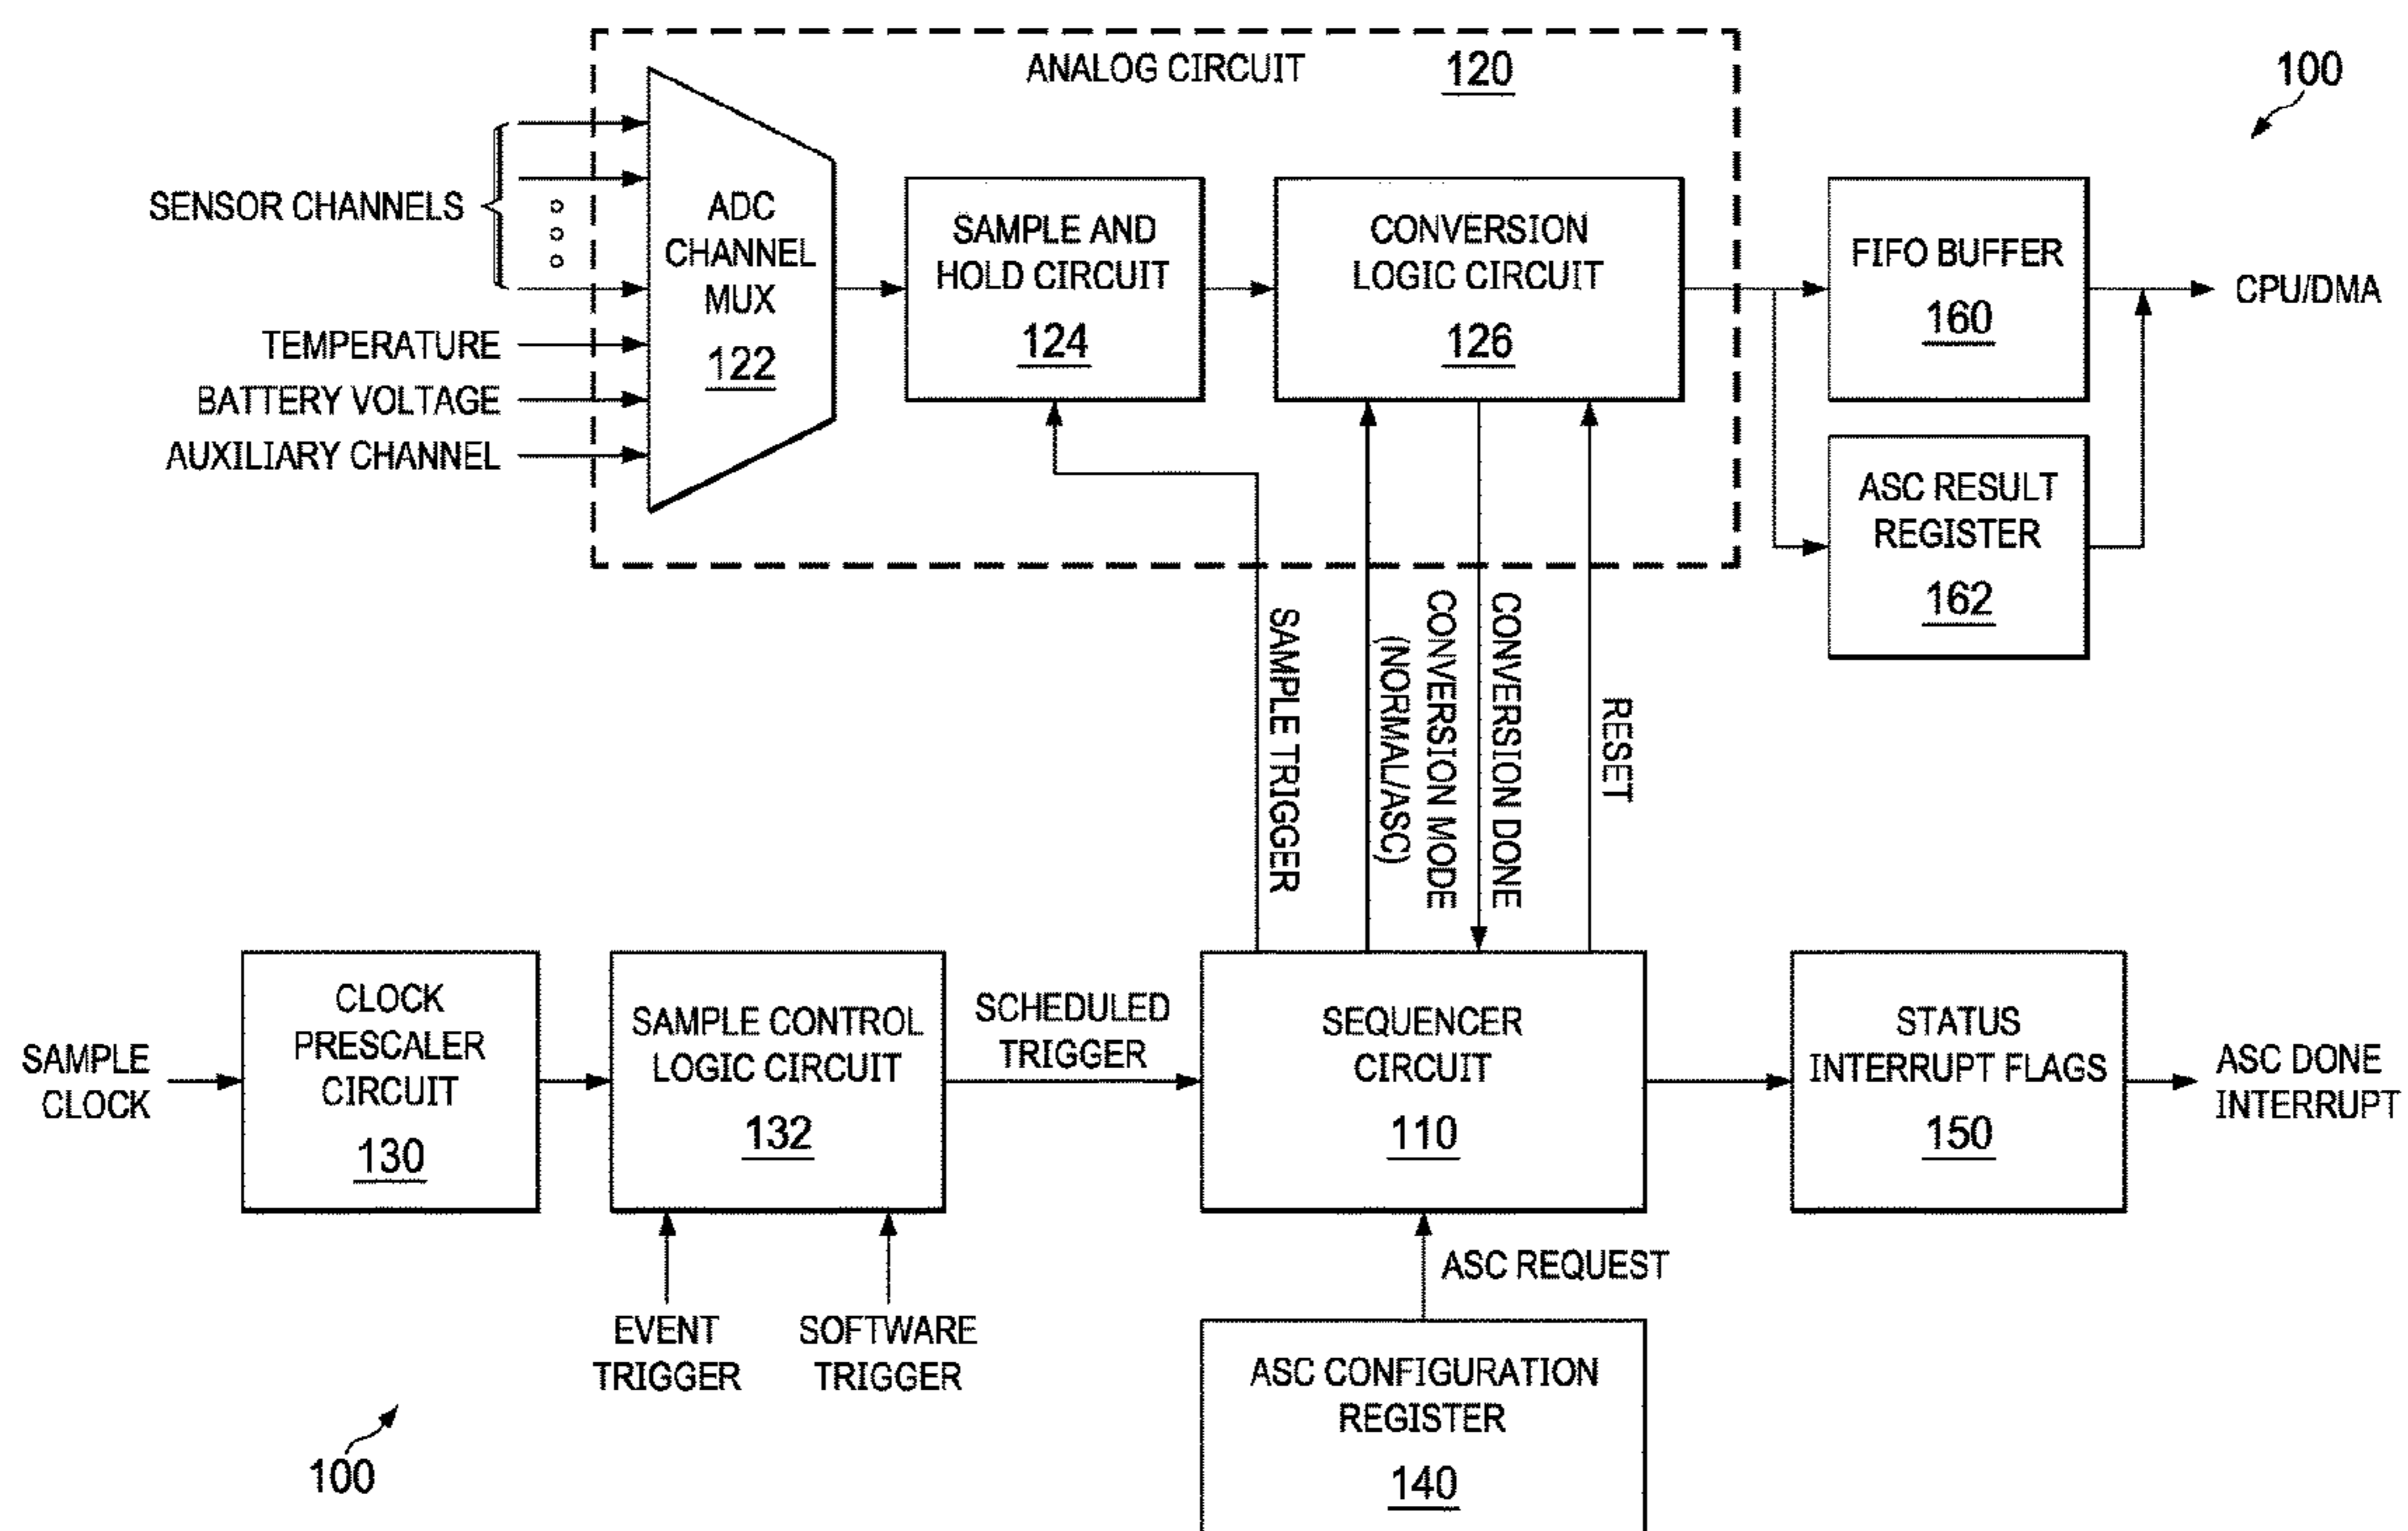 ANALOG CIRCUIT 120
100
SENSOR CHANNELS
TEMPERATURE
BATTERY VOLTAGE
AUXILIARY CHANNEL
ADC
CHANNEL
MUX
122
SAMPLE AND
HOLD CIRCUIT
124
CONVERSION
LOGIC CIRCUIT
126
FIFO BUFFER
160
CPU/DMA
ASC RESULT
REGISTER
162
SAMPLE TRIGGER
CONVERSION MODE
(NORMAL/ASC)
CONVERSION DONE
RESET
SAMPLE
CLOCK
CLOCK
PRESCALER
CIRCUIT
130
SAMPLE CONTROL
LOGIC CIRCUIT
132
SCHEDULED
TRIGGER
SEQUENCER
CIRCUIT
110
STATUS
INTERRUPT FLAGS
150
ASC DONE
INTERRUPT
EVENT
TRIGGER
SOFTWARE
TRIGGER
ASC REQUEST
ASC CONFIGURATION
REGISTER
140
100